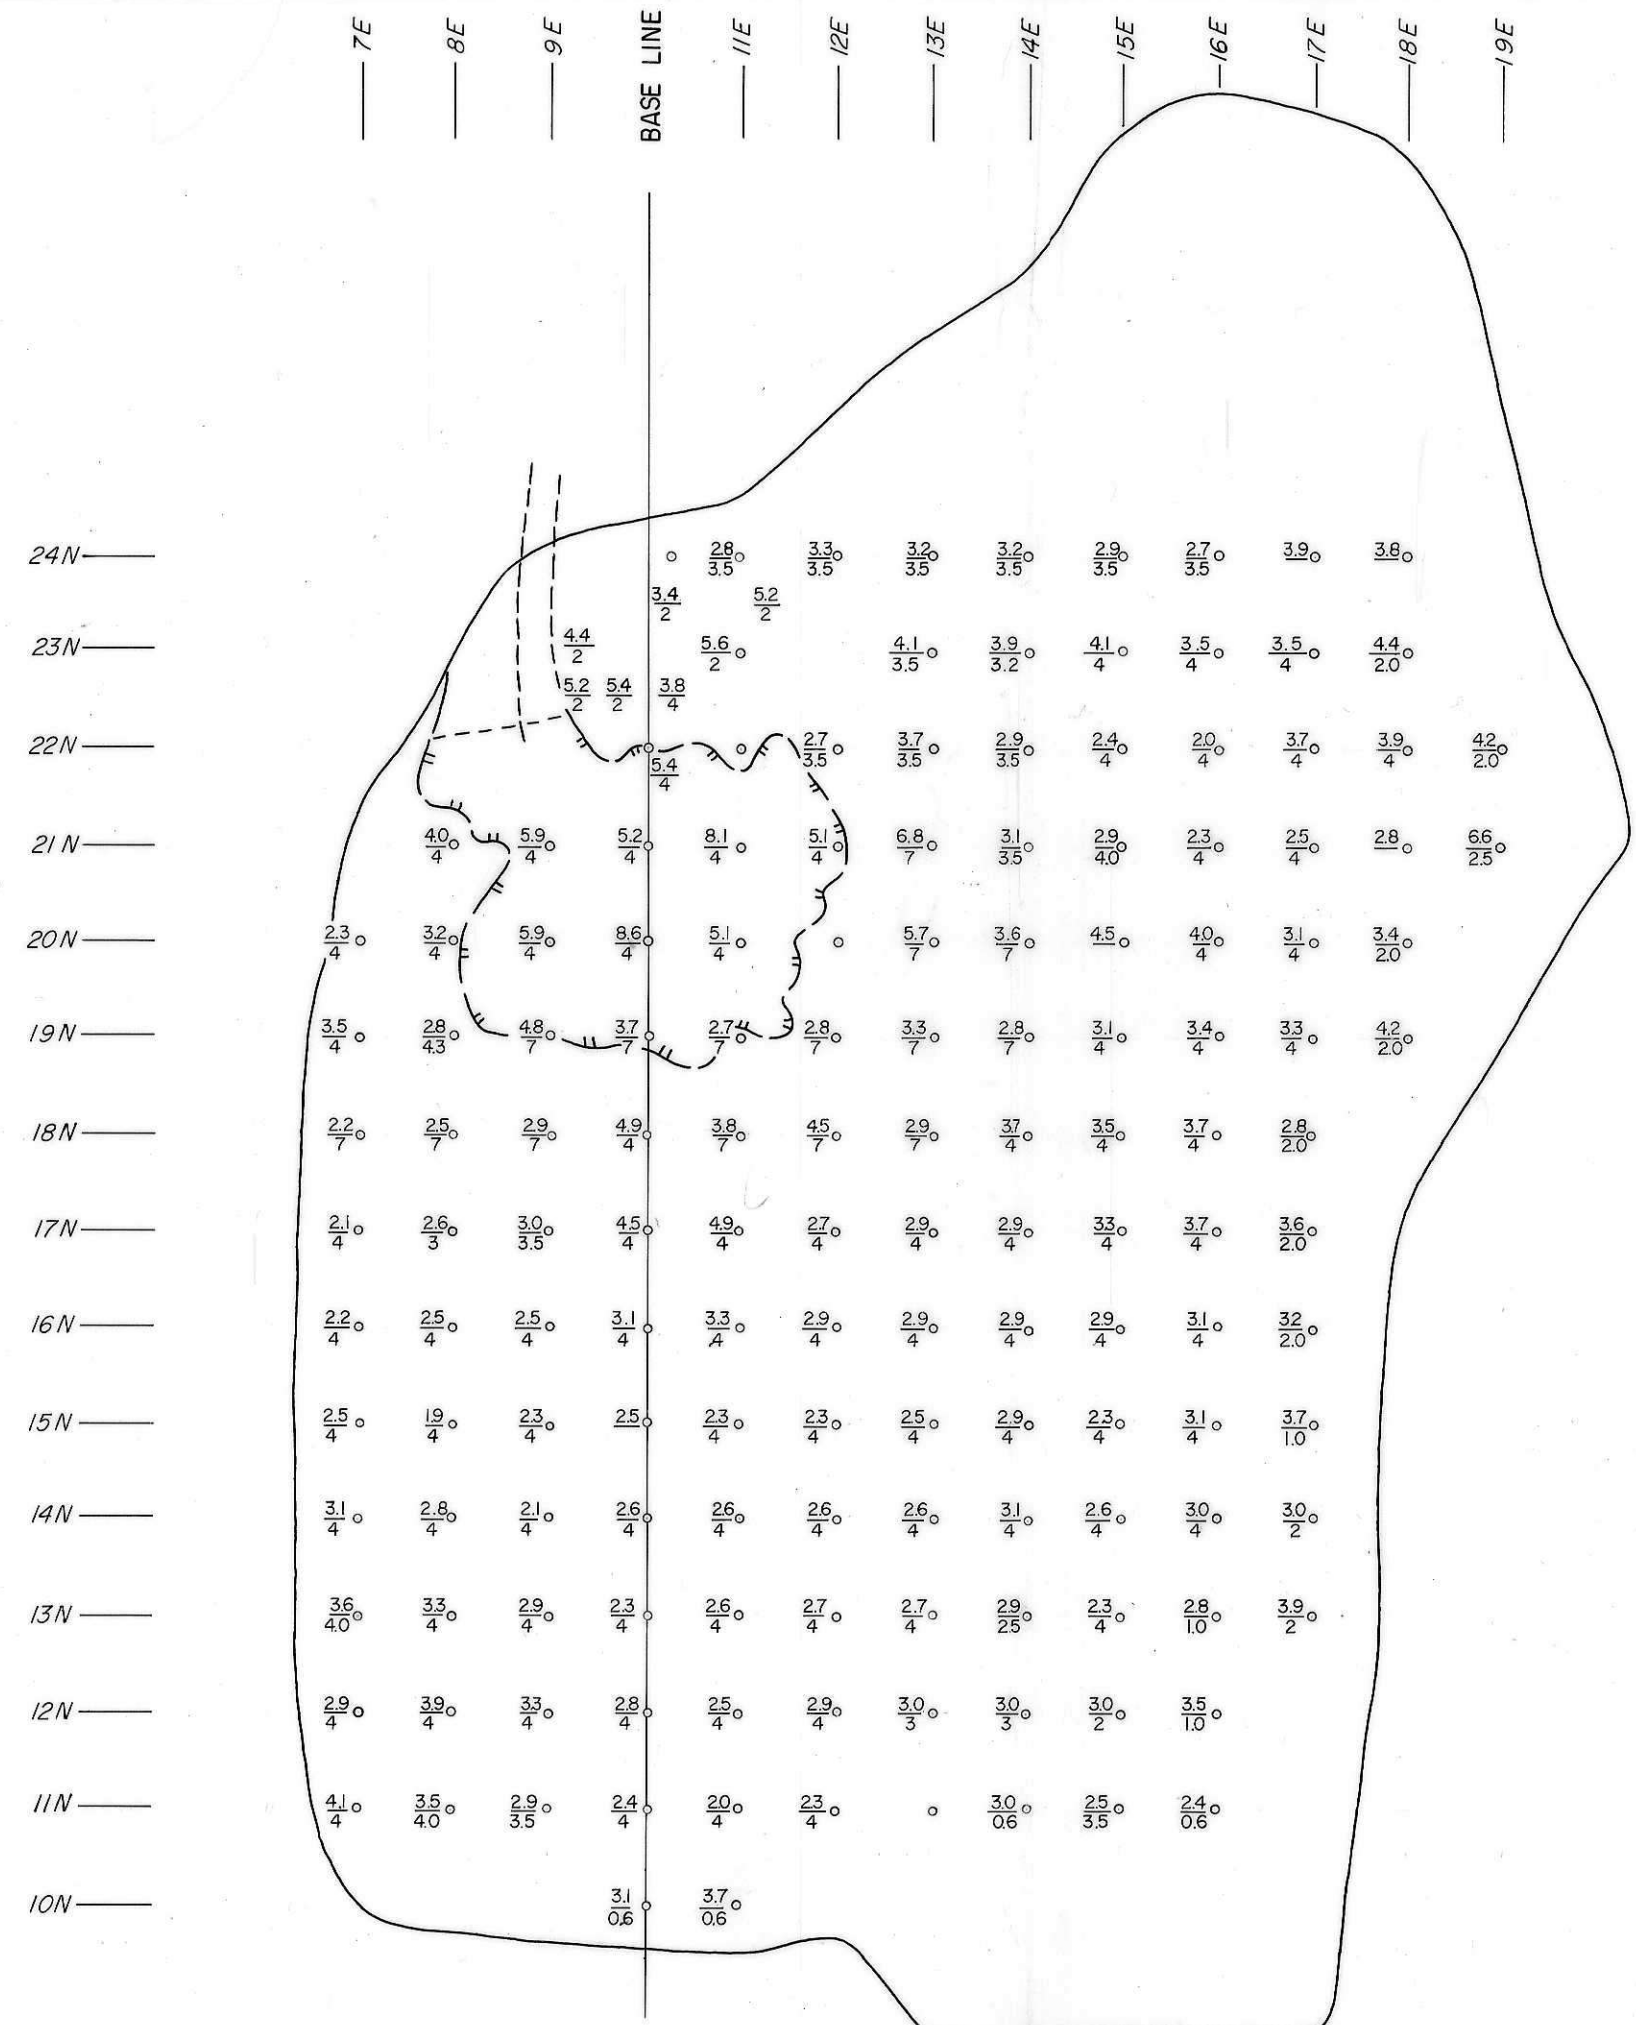 7E 8E 9E BASE LINE 11E 12E 13E 14E 15E 16E 17E 18E 19E
24N 2.8/3.5 3.3/3.5 3.2/3.5 3.2/3.5 2.9/3.5 2.7/3.5 3.9 3.8
3.4/2 5.2/2
23N 4.4/2 5.6/2 4.1/3.5 3.9/3.2 4.1/4 3.5/4 3.5/4 4.4/2.0
5.2/2 5.4/2 3.8/4
22N 2.7/3.5 3.7/3.5 2.9/3.5 2.4/4 2.0/4 3.7/4 3.9/4 4.2/2.0
5.4/4
21N 4.0/4 5.9/4 5.2/4 8.1/4 5.1/4 6.8/7 3.1/3.5 2.9/4.0 2.3/4 2.5/4 2.8 6.6/2.5
20N 2.3/4 3.2/4 5.9/4 8.6/4 5.1/4 5.7/7 3.6/7 4.5 4.0/4 3.1/4 3.4/2.0
19N 3.5/4 2.8/4.3 4.8/7 3.7/7 2.7/7 2.8/7 3.3/7 2.8/7 3.1/4 3.4/4 3.3/4 4.2/2.0
18N 2.2/7 2.5/7 2.9/7 4.9/4 3.8/7 4.5/7 2.9/7 3.7/4 3.5/4 3.7/4 2.8/2.0
17N 2.1/4 2.6/3 3.0/3.5 4.5/4 4.9/4 2.7/4 2.9/4 2.9/4 3.3/4 3.7/4 3.6/2.0
16N 2.2/4 2.5/4 2.5/4 3.1/4 3.3/4 2.9/4 2.9/4 2.9/4 2.9/4 3.1/4 3.2/2.0
15N 2.5/4 1.9/4 2.3/4 2.5 2.3/4 2.3/4 2.5/4 2.9/4 2.3/4 3.1/4 3.7/1.0
14N 3.1/4 2.8/4 2.1/4 2.6/4 2.6/4 2.6/4 2.6/4 3.1/4 2.6/4 3.0/4 3.0/2
13N 3.6/4.0 3.3/4 2.9/4 2.3/4 2.6/4 2.7/4 2.7/4 2.9/2.5 2.3/4 2.8/1.0 3.9/2
12N 2.9/4 3.9/4 3.3/4 2.8/4 2.5/4 2.9/4 3.0/3 3.0/3 3.0/2 3.5/1.0
11N 4.1/4 3.5/4.0 2.9/3.5 2.4/4 2.0/4 2.3/4 3.0/0.6 2.5/3.5 2.4/0.6
10N 3.1/0.6 3.7/0.6